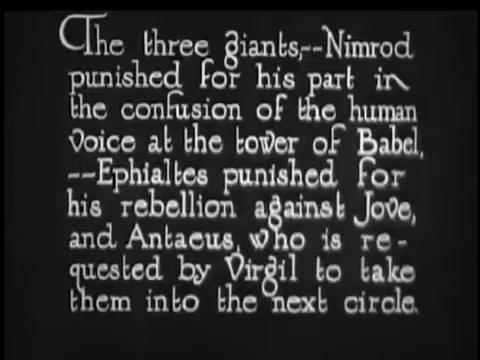 The three giants,--Nimrod
punished for his part in
the confusion of the human
voice at the tower of Babel,
--Ephialtes punished for
his rebellion against Jove,
and Antaeus, who is re-
quested by Virgil to take
them into the next circle.